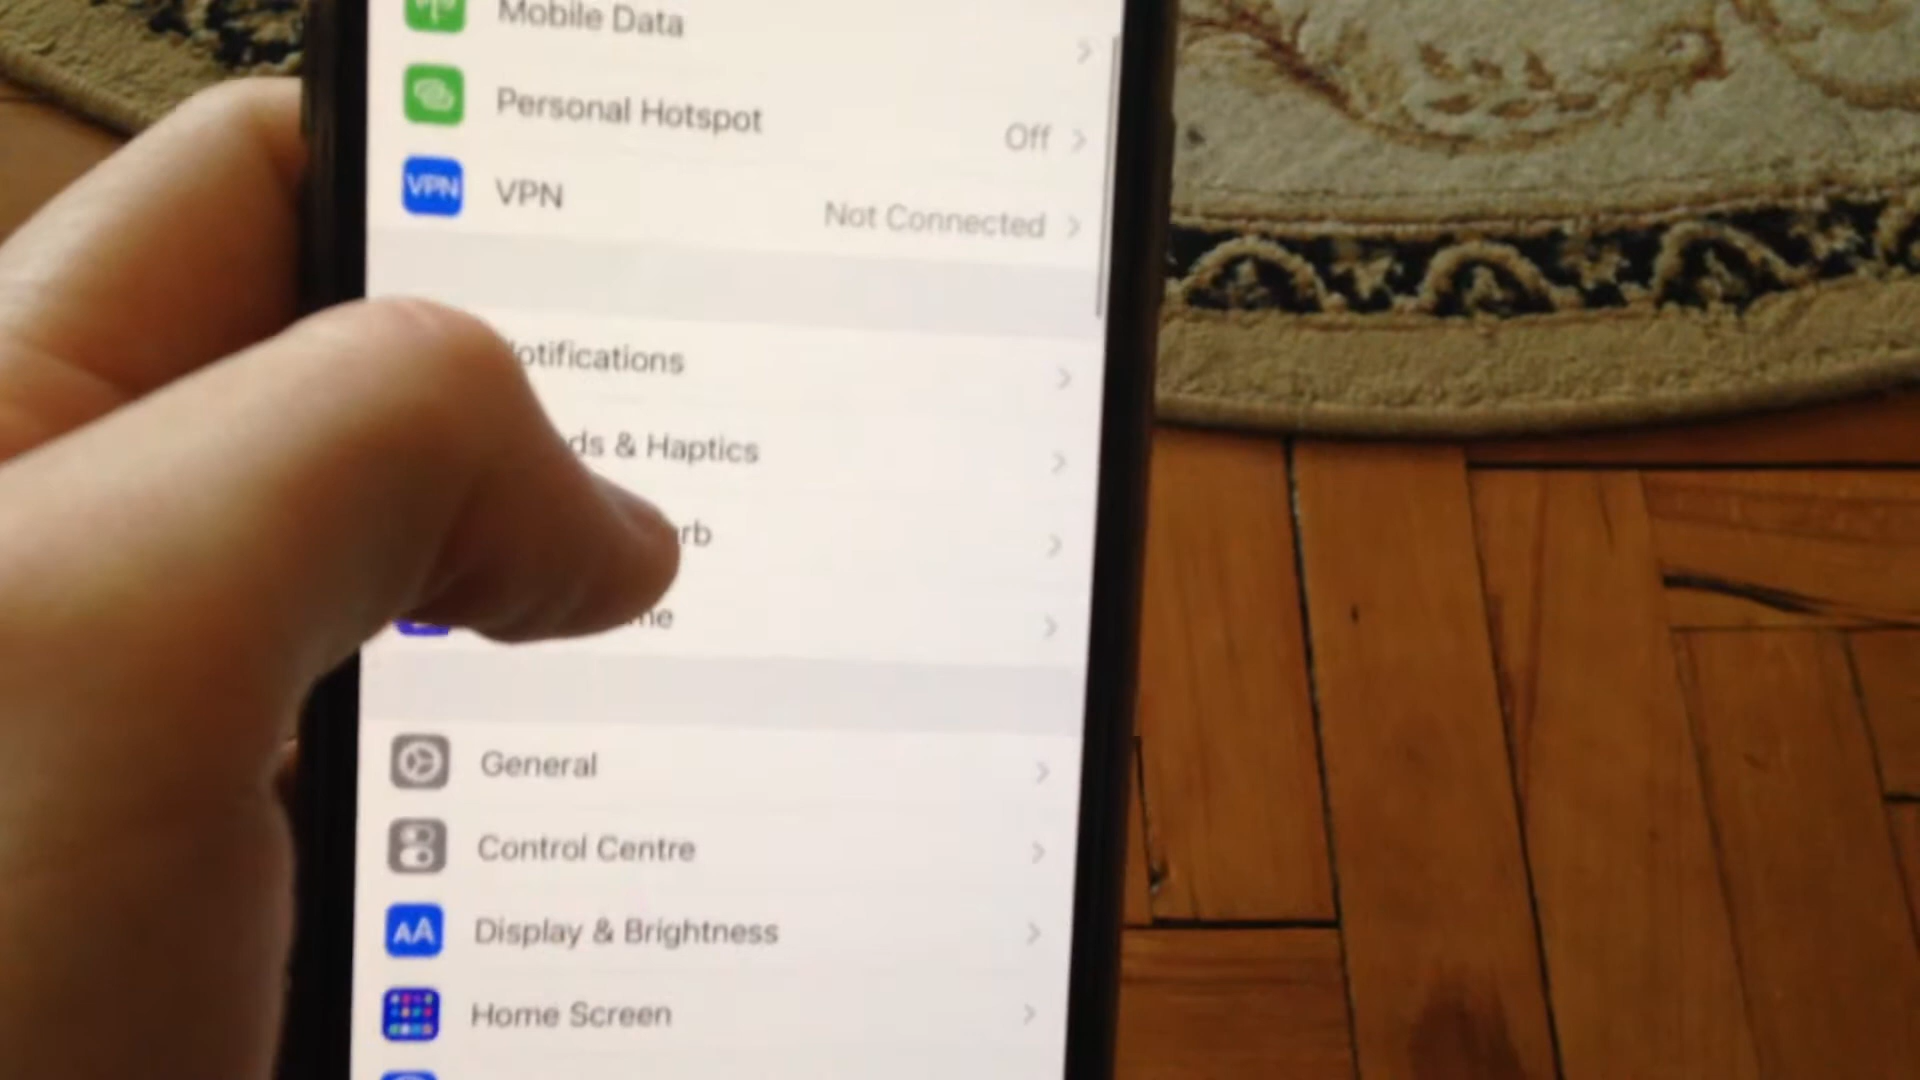 Mobile Data
Personal Hotspot Off
VPN VPN Not Connected
otifications
ds & Haptics
rb
me
General
Control Centre
AA Display & Brightness
Home Screen